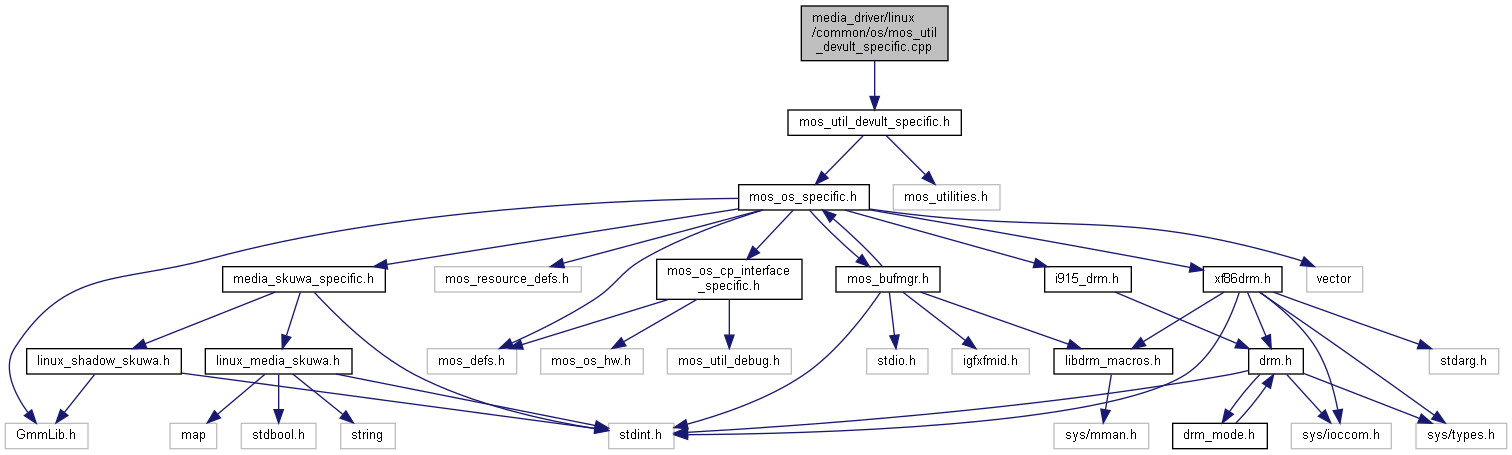 media_driver/linux
/common/os/mos_util
_devult_specific.cpp
mos_util_devult_specific.h
mos_os_specific.h
mos_utilities.h
media_skuwa_specific.h
mos_resource_defs.h
mos_os_cp_interface
_specific.h
mos_bufmgr.h
i915_drm.h
xf86drm.h
vector
linux_shadow_skuwa.h
linux_media_skuwa.h
mos_defs.h
mos_os_hw.h
mos_util_debug.h
stdio.h
igfxfmid.h
libdrm_macros.h
drm.h
stdarg.h
GmmLib.h
map
stdbool.h
string
stdint.h
sys/mman.h
drm_mode.h
sys/ioccom.h
sys/types.h